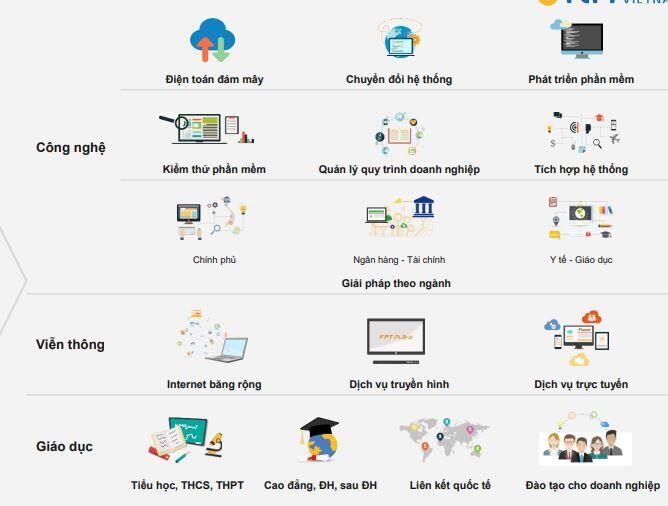 VIETNA
Điện toán đám mây
Chuyển đổi hệ thống
Phát triển phần mềm
Công nghệ
Kiểm thử phần mềm
Quản lý quy trình doanh nghiệp
Tích hợp hệ thống
Chính phủ
Ngân hàng - Tài chính
Y tế - Giáo dục
Giải pháp theo ngành
Viễn thông
FPT PLAY
Internet băng rộng
Dịch vụ truyền hình
Dịch vụ trực tuyến
Giáo dục
Tiểu học, THCS, THPT
Cao đẳng, ĐH, sau ĐH
Liên kết quốc tế
Đào tạo cho doanh nghiệp